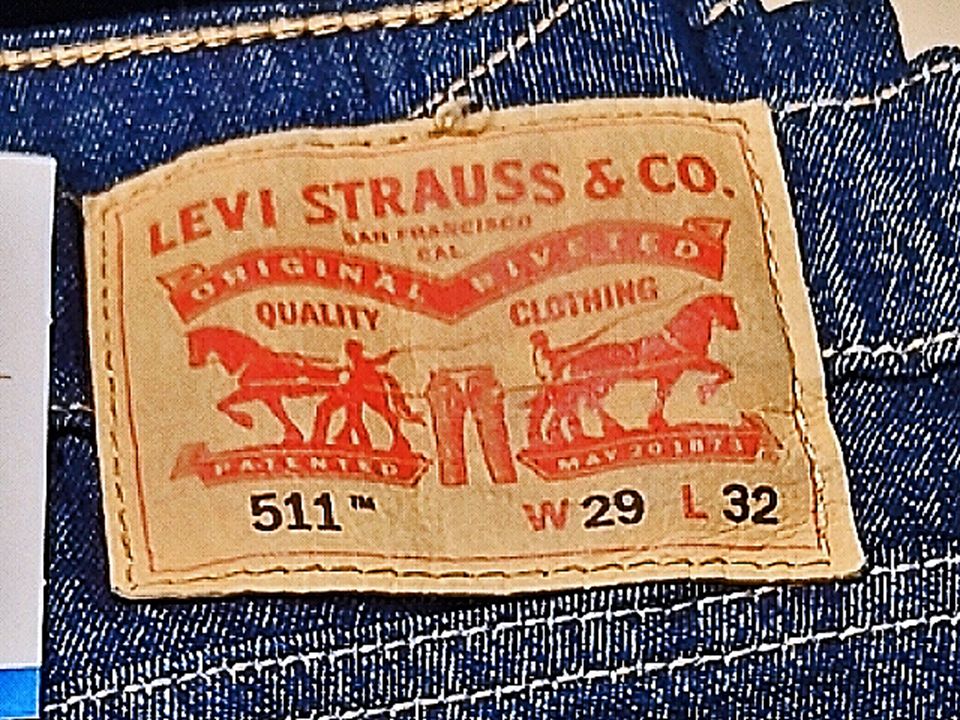 LEVI STRAUSS & CO.
SAN FRANCISCO
CAL.
ORIGINAL RIVETED
QUALITY CLOTHING
PATENTED MAY 20 1873
511™ W 29 L 32